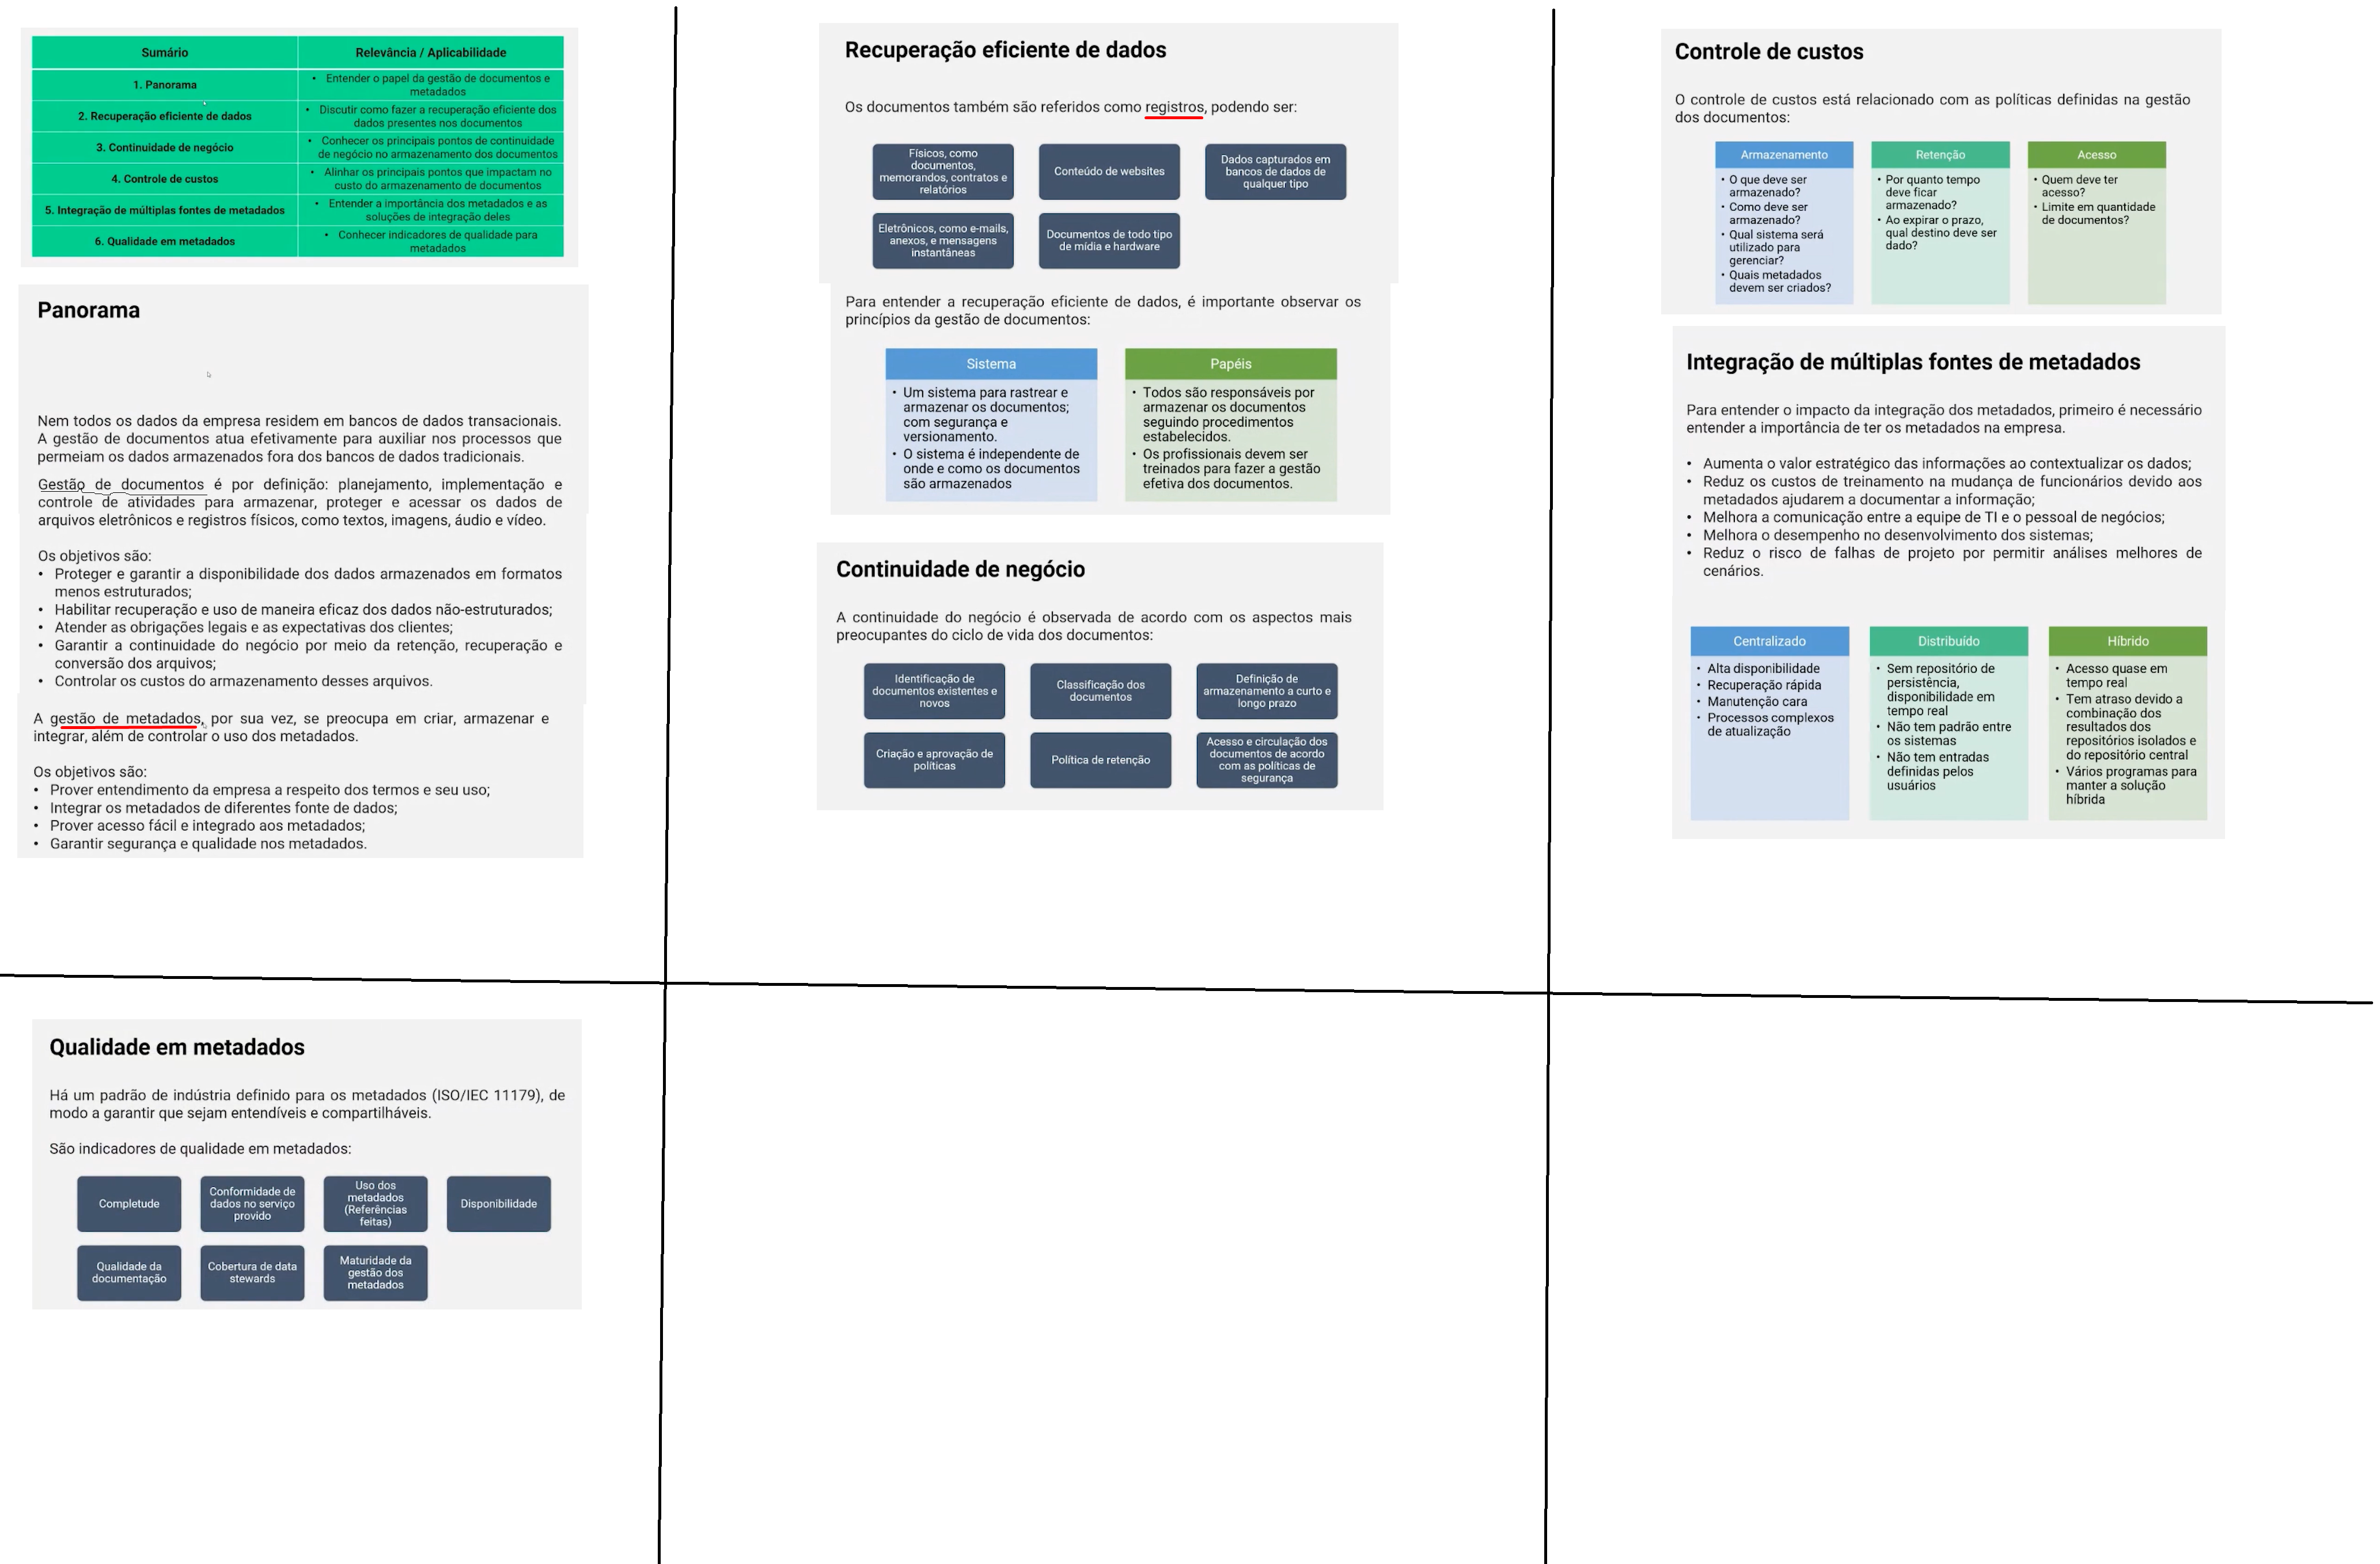 Sumário
Relevância / Aplicabilidade
1. Panorama
• Entender o papel da gestão de documentos e
metadados
2. Recuperação eficiente de dados
• Discutir como fazer a recuperação eficiente dos
dados presentes nos documentos
3. Continuidade de negócio
• Conhecer os principais pontos de continuidade
de negócio no armazenamento dos documentos
4. Controle de custos
• Alinhar os principais pontos que impactam no
custo do armazenamento de documentos
5. Integração de múltiplas fontes de metadados
• Entender a importância dos metadados e as
soluções de integração deles
6. Qualidade em metadados
• Conhecer indicadores de qualidade para
metadados
Panorama
Nem todos os dados da empresa residem em bancos de dados transacionais.
A gestão de documentos atua efetivamente para auxiliar nos processos que
permeiam os dados armazenados fora dos bancos de dados tradicionais.
Gestão de documentos é por definição: planejamento, implementação e
controle de atividades para armazenar, proteger e acessar os dados de
arquivos eletrônicos e registros físicos, como textos, imagens, áudio e vídeo.
Os objetivos são:
• Proteger e garantir a disponibilidade dos dados armazenados em formatos
menos estruturados;
• Habilitar recuperação e uso de maneira eficaz dos dados não-estruturados;
• Atender as obrigações legais e as expectativas dos clientes;
• Garantir a continuidade do negócio por meio da retenção, recuperação e
conversão dos arquivos;
• Controlar os custos do armazenamento desses arquivos.
A gestão de metadados, por sua vez, se preocupa em criar, armazenar e
integrar, além de controlar o uso dos metadados.
Os objetivos são:
• Prover entendimento da empresa a respeito dos termos e seu uso;
• Integrar os metadados de diferentes fonte de dados;
• Prover acesso fácil e integrado aos metadados;
• Garantir segurança e qualidade nos metadados.
Recuperação eficiente de dados
Os documentos também são referidos como registros, podendo ser:
Físicos, como
documentos,
memorandos, contratos e
relatórios
Conteúdo de websites
Dados capturados em
bancos de dados de
qualquer tipo
Eletrônicos, como e-mails,
anexos, e mensagens
instantâneas
Documentos de todo tipo
de mídia e hardware
Para entender a recuperação eficiente de dados, é importante observar os
princípios da gestão de documentos:
Sistema
• Um sistema para rastrear e
armazenar os documentos;
com segurança e
versionamento.
• O sistema é independente de
onde e como os documentos
são armazenados
Papéis
• Todos são responsáveis por
armazenar os documentos
seguindo procedimentos
estabelecidos.
• Os profissionais devem ser
treinados para fazer a gestão
efetiva dos documentos.
Continuidade de negócio
A continuidade do negócio é observada de acordo com os aspectos mais
preocupantes do ciclo de vida dos documentos:
Identificação de
documentos existentes e
novos
Classificação dos
documentos
Definição de
armazenamento a curto e
longo prazo
Criação e aprovação de
políticas
Política de retenção
Acesso e circulação dos
documentos de acordo
com as políticas de
segurança
Controle de custos
O controle de custos está relacionado com as políticas definidas na gestão
dos documentos:
Armazenamento
• O que deve ser
armazenado?
• Como deve ser
armazenado?
• Qual sistema será
utilizado para
gerenciar?
• Quais metadados
devem ser criados?
Retenção
• Por quanto tempo
deve ficar
armazenado?
• Ao expirar o prazo,
qual destino deve ser
dado?
Acesso
• Quem deve ter
acesso?
• Limite em quantidade
de documentos?
Integração de múltiplas fontes de metadados
Para entender o impacto da integração dos metadados, primeiro é necessário
entender a importância de ter os metadados na empresa.
• Aumenta o valor estratégico das informações ao contextualizar os dados;
• Reduz os custos de treinamento na mudança de funcionários devido aos
metadados ajudarem a documentar a informação;
• Melhora a comunicação entre a equipe de TI e o pessoal de negócios;
• Melhora o desempenho no desenvolvimento dos sistemas;
• Reduz o risco de falhas de projeto por permitir análises melhores de
cenários.
Centralizado
• Alta disponibilidade
• Recuperação rápida
• Manutenção cara
• Processos complexos
de atualização
Distribuído
• Sem repositório de
persistência,
disponibilidade em
tempo real
• Não tem padrão entre
os sistemas
• Não tem entradas
definidas pelos
usuários
Híbrido
• Acesso quase em
tempo real
• Tem atraso devido a
combinação dos
resultados dos
repositórios isolados e
do repositório central
• Vários programas para
manter a solução
híbrida
Qualidade em metadados
Há um padrão de indústria definido para os metadados (ISO/IEC 11179), de
modo a garantir que sejam entendíveis e compartilháveis.
São indicadores de qualidade em metadados:
Completude
Conformidade de
dados no serviço
provido
Uso dos
metadados
(Referências
feitas)
Disponibilidade
Qualidade da
documentação
Cobertura de data
stewards
Maturidade da
gestão dos
metadados